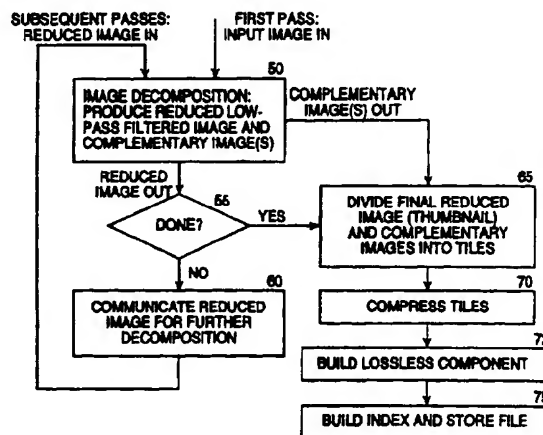 SUBSEQUENT PASSES:
REDUCED IMAGE IN
FIRST PASS:
INPUT IMAGE IN
50
IMAGE DECOMPOSITION:
PRODUCE REDUCED LOW-
PASS FILTERED IMAGE AND
COMPLEMENTARY IMAGE(S)
COMPLEMENTARY
IMAGE(S) OUT
REDUCED
IMAGE OUT
55
DONE?
YES
NO
65
DIVIDE FINAL REDUCED
IMAGE (THUMBNAIL)
AND COMPLEMENTARY
IMAGES INTO TILES
60
COMMUNICATE REDUCED
IMAGE FOR FURTHER
DECOMPOSITION
70
COMPRESS TILES
BUILD LOSSLESS COMPONENT
BUILD INDEX AND STORE FILE